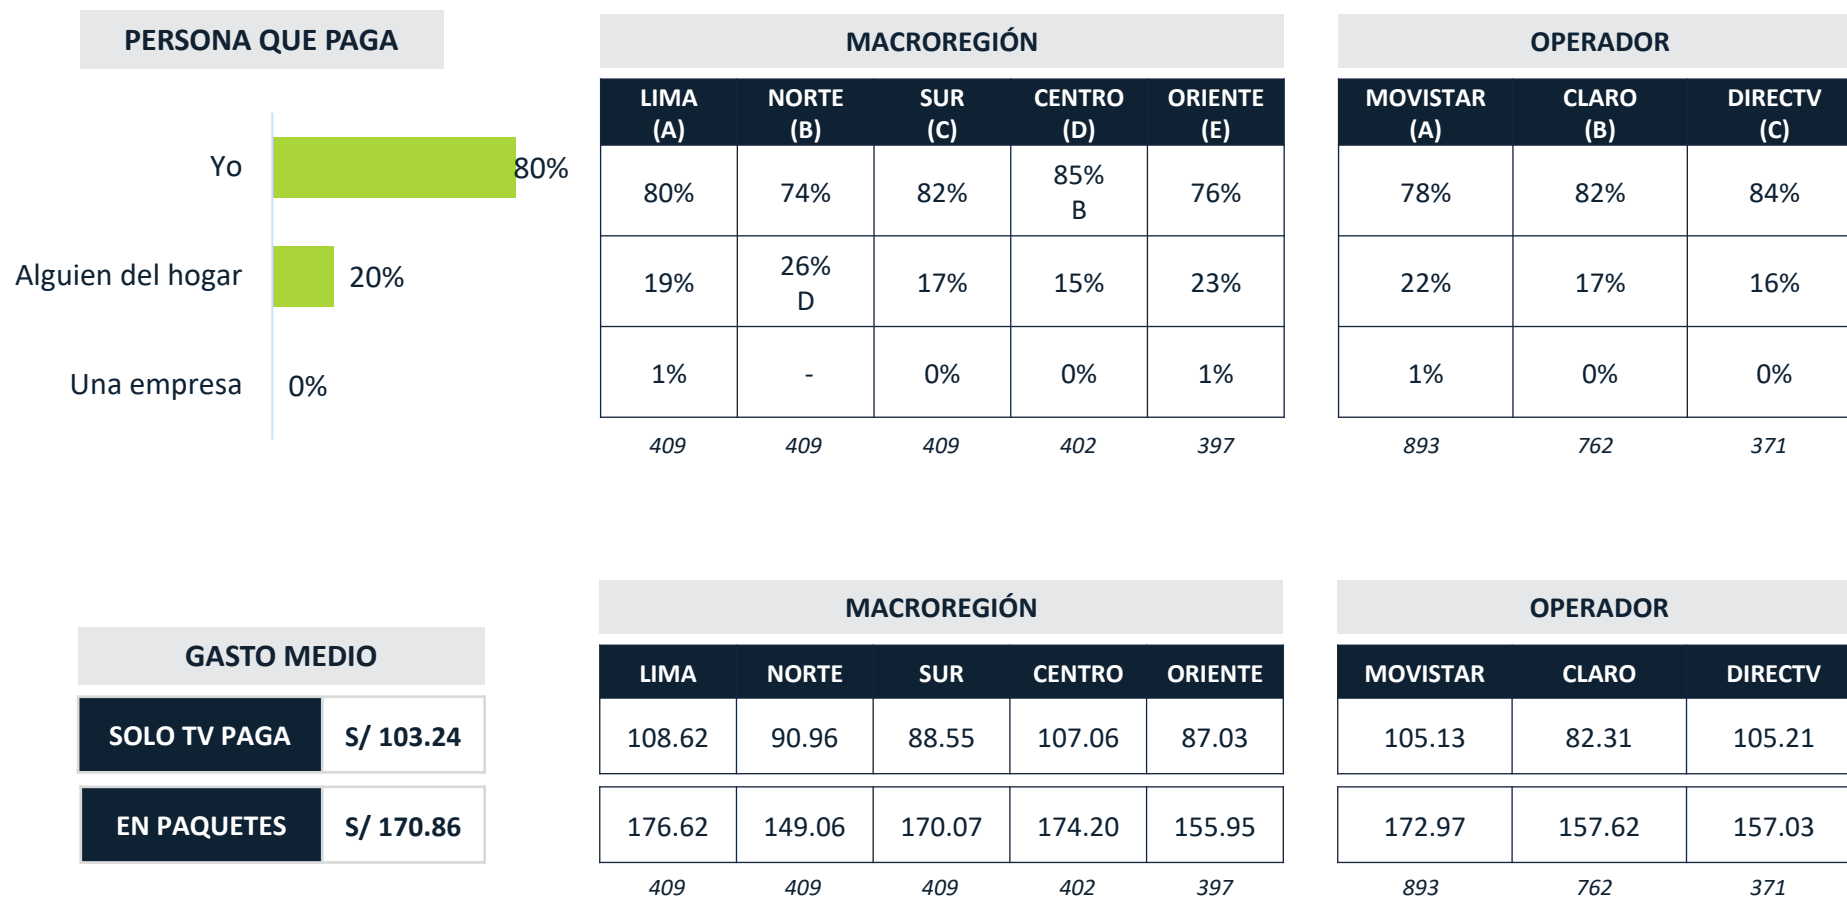 PERSONA QUE PAGA
Yo 80%
Alguien del hogar 20%
Una empresa 0%
MACROREGIÓN
LIMA (A) NORTE (B) SUR (C) CENTRO (D) ORIENTE (E)
80% 74% 82% 85% B 76%
19% 26% D 17% 15% 23%
1% - 0% 0% 1%
409 409 409 402 397
OPERADOR
MOVISTAR (A) CLARO (B) DIRECTV (C)
78% 82% 84%
22% 17% 16%
1% 0% 0%
893 762 371
GASTO MEDIO
SOLO TV PAGA S/ 103.24
EN PAQUETES S/ 170.86
MACROREGIÓN
LIMA NORTE SUR CENTRO ORIENTE
108.62 90.96 88.55 107.06 87.03
176.62 149.06 170.07 174.20 155.95
409 409 409 402 397
OPERADOR
MOVISTAR CLARO DIRECTV
105.13 82.31 105.21
172.97 157.62 157.03
893 762 371